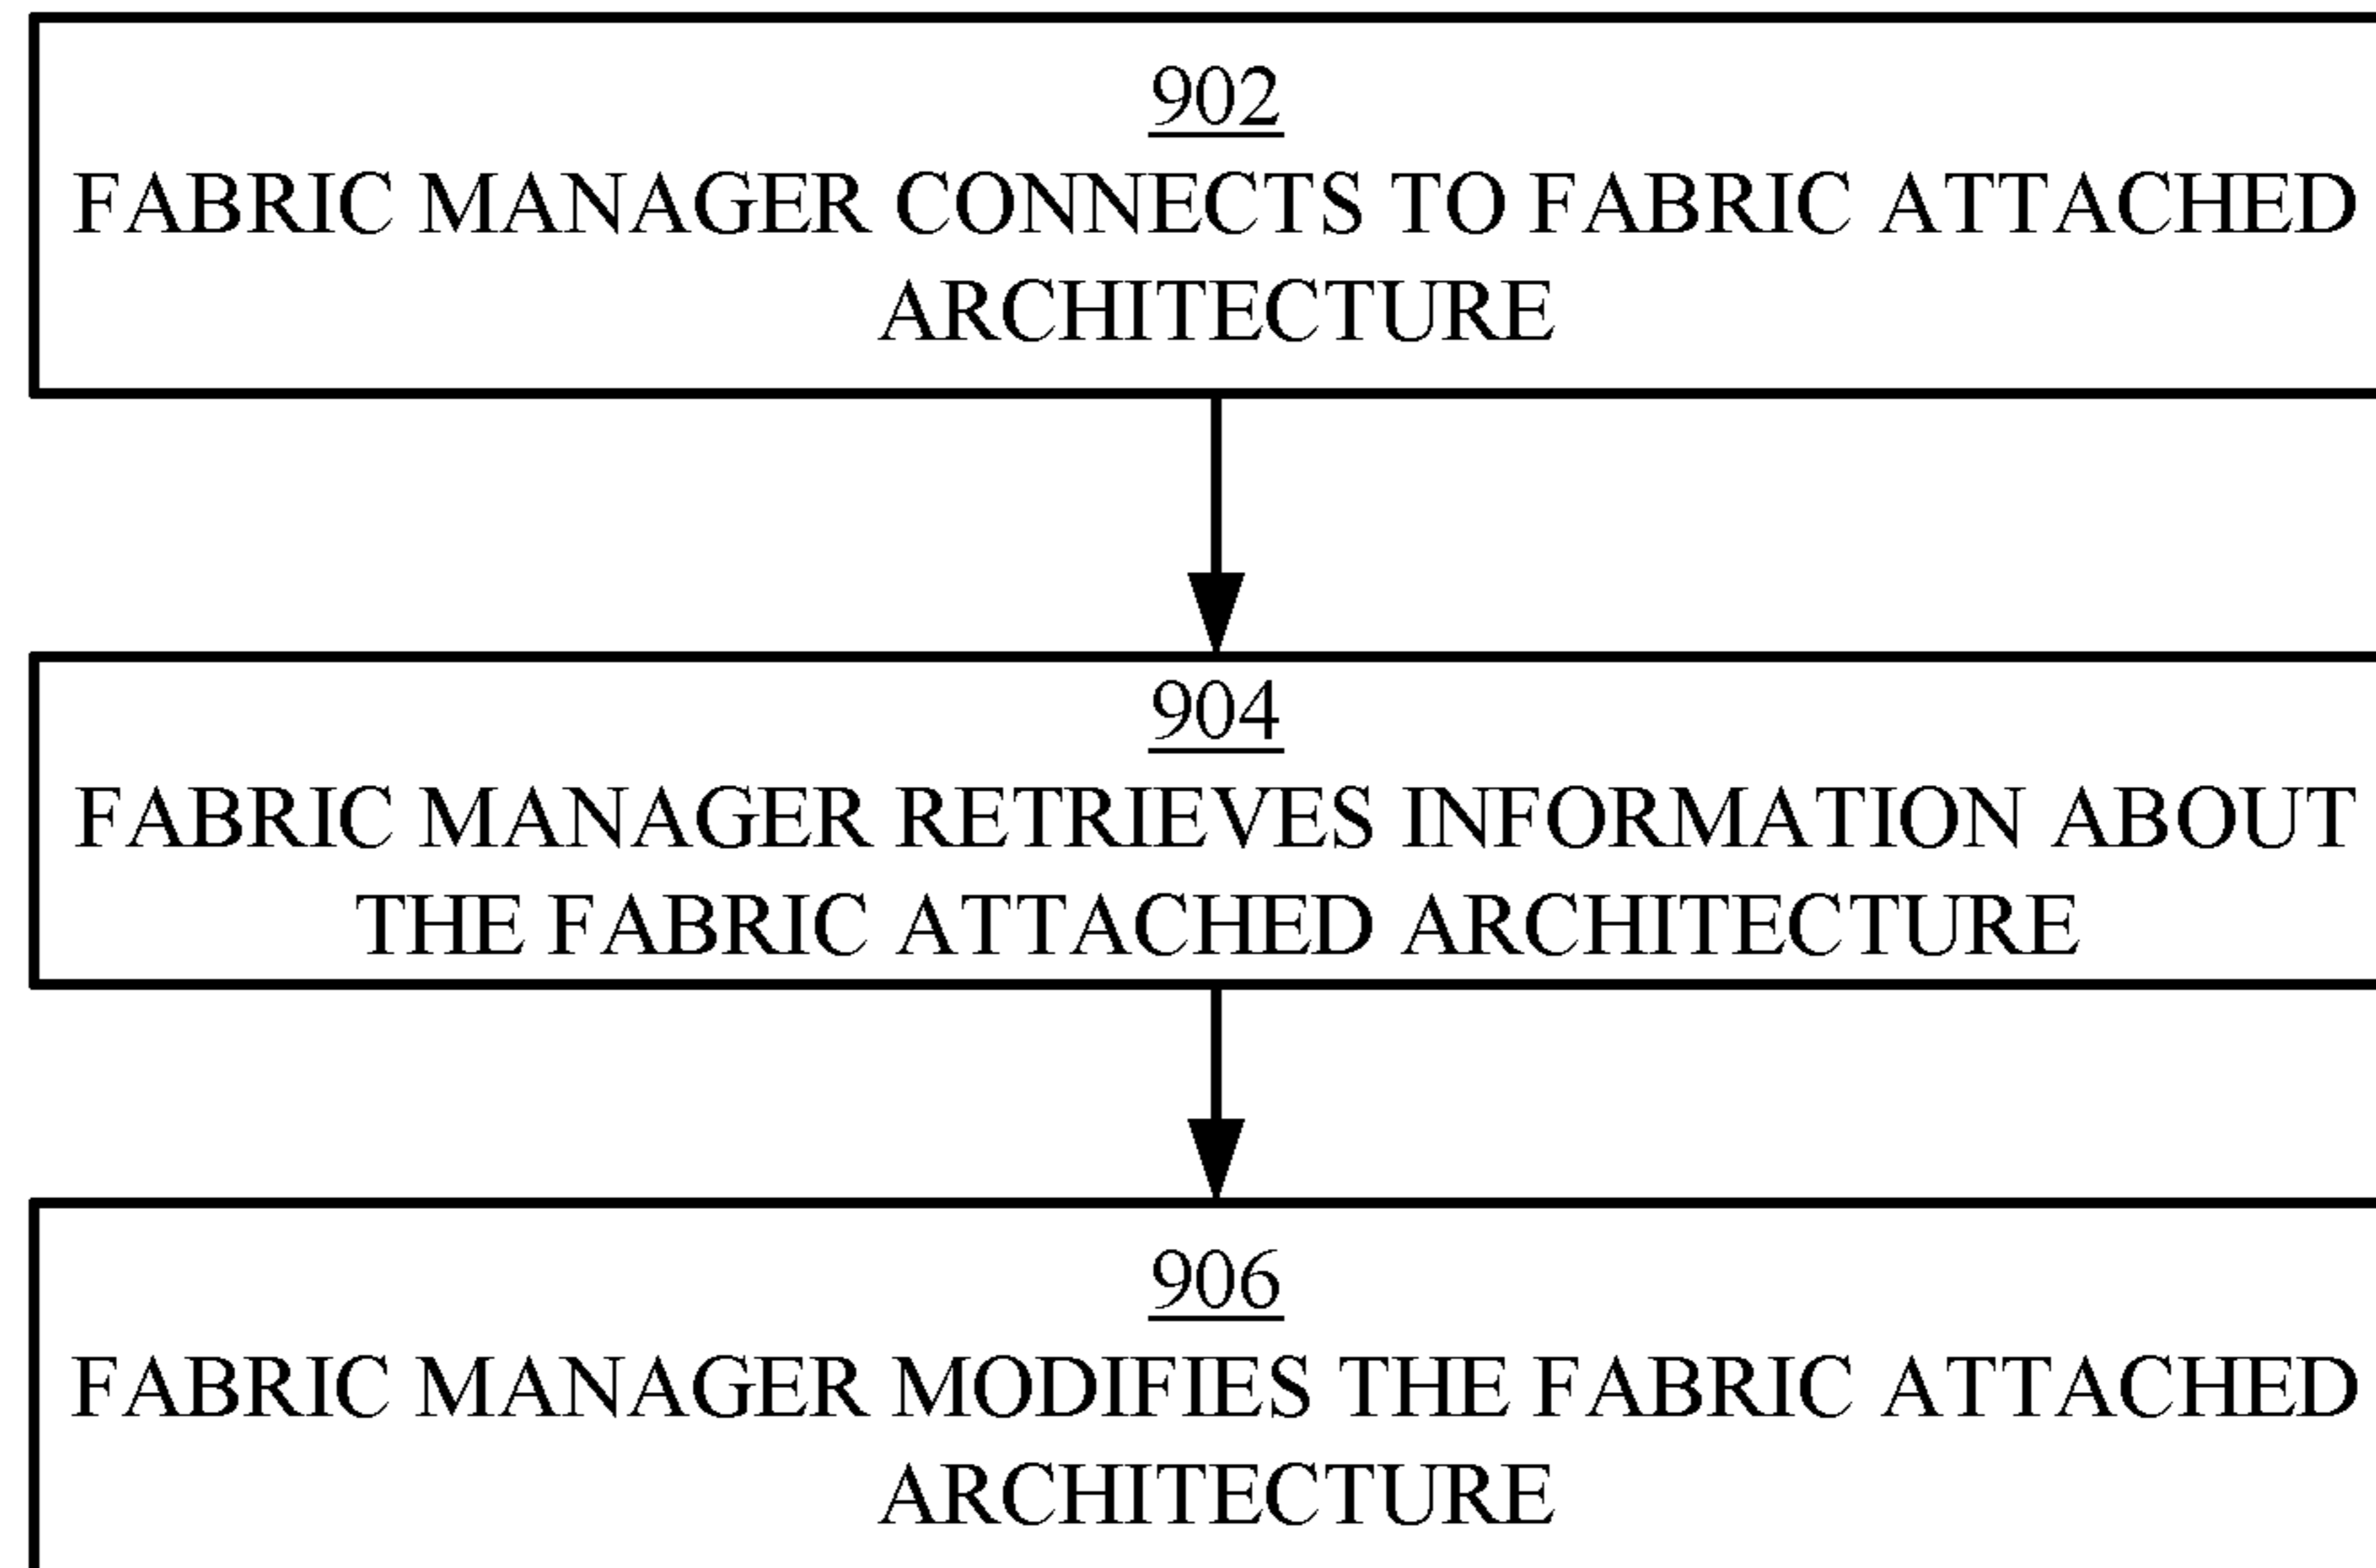 902
FABRIC MANAGER CONNECTS TO FABRIC ATTACHED
ARCHITECTURE
904
FABRIC MANAGER RETRIEVES INFORMATION ABOUT
THE FABRIC ATTACHED ARCHITECTURE
906
FABRIC MANAGER MODIFIES THE FABRIC ATTACHED
ARCHITECTURE